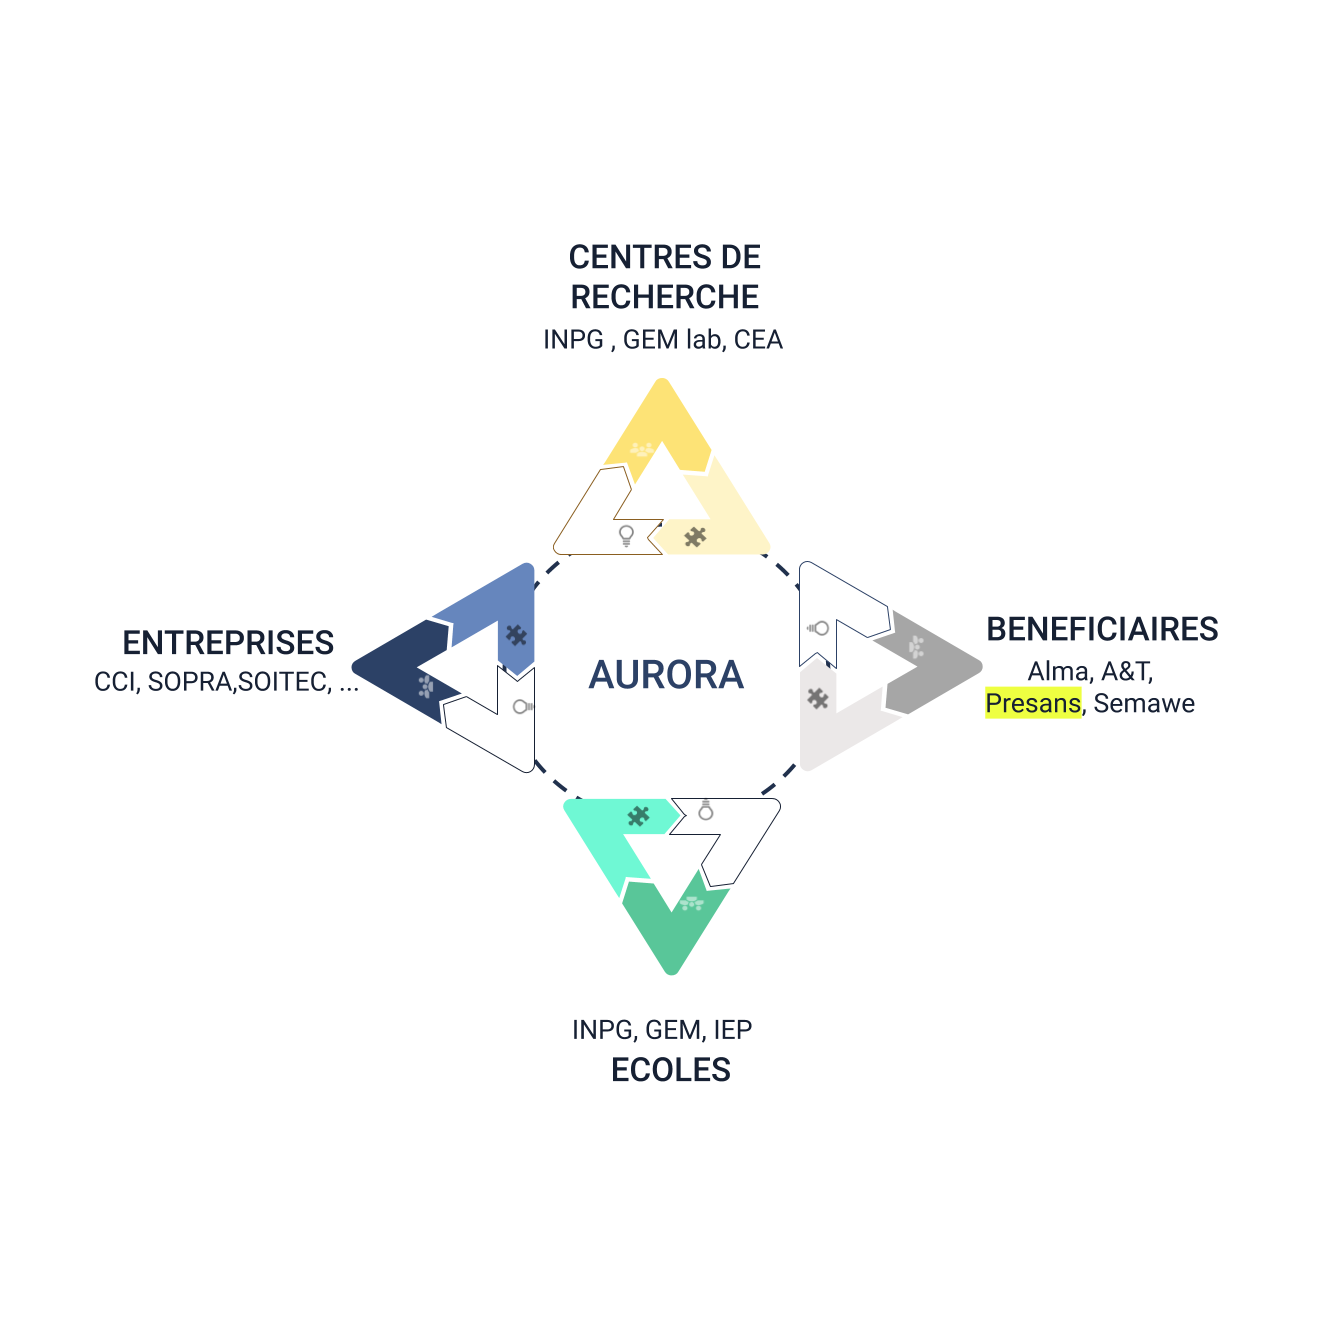 CENTRES DE
RECHERCHE
INPG , GEM lab, CEA
ENTREPRISES
CCI, SOPRA,SOITEC, ...
AURORA
BENEFICIAIRES
Alma, A&T,
Presans, Semawe
INPG, GEM, IEP
ECOLES